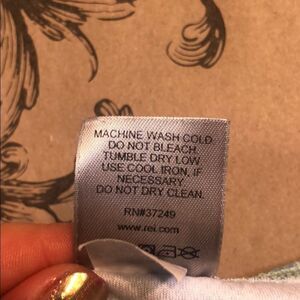 MACHINE WASH COLD.
DO NOT BLEACH.
TUMBLE DRY LOW
USE COOL IRON, IF
NECESSARY
DO NOT DRY CLEAN.
RN#37249
www.rei.com